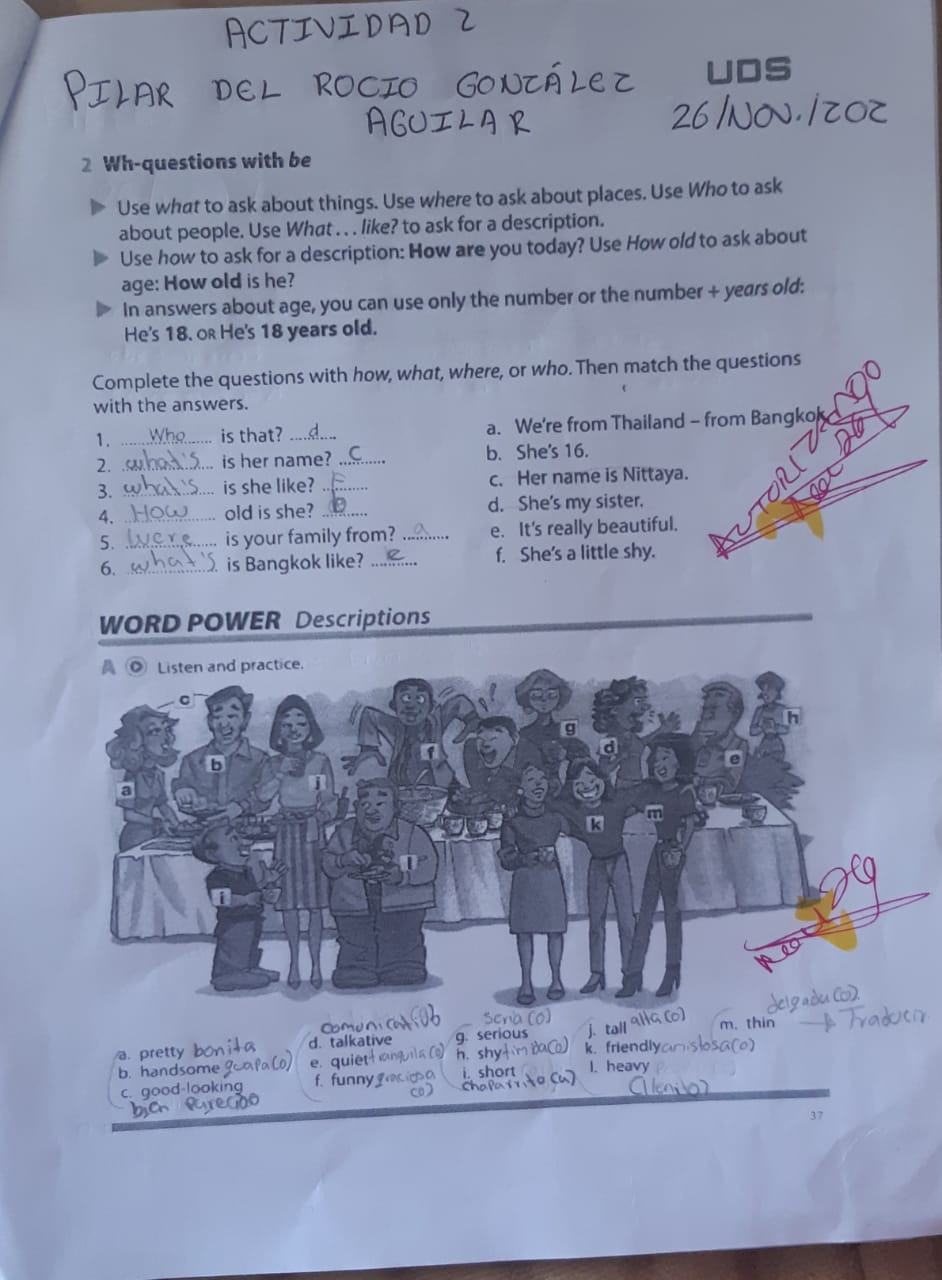 ACTIVIDAD 2
PILAR DEL ROCIO GONZÁLEZ
AGUILAR
UDS
26/NOV./202
2 Wh-questions with be
▶ Use what to ask about things. Use where to ask about places. Use Who to ask
about people. Use What . . . like? to ask for a description.
▶ Use how to ask for a description: How are you today? Use How old to ask about
age: How old is he?
▶ In answers about age, you can use only the number or the number + years old:
He's 18. OR He's 18 years old.
Complete the questions with how, what, where, or who. Then match the questions
with the answers.
1. Who is that? d
2. what's is her name? c
3. what's is she like? F
4. How old is she? B
5. Were is your family from? a
6. what's is Bangkok like? e
a. We're from Thailand – from Bangkok
b. She's 16.
c. Her name is Nittaya.
d. She's my sister.
e. It's really beautiful.
f. She's a little shy.
AUTORIZANGO
WORD POWER Descriptions
A Listen and practice.
c
a
b
j
f
g
d
e
h
i
l
k
m
a. pretty bonita
b. handsome guapa(o)
c. good-looking
bien parecido
d. talkative
e. quiet tranquila(o)
f. funny graciosa
(o)
seria(o)
g. serious
h. shy timida(o)
i. short
chaparrito(a)
j. tall alta(o)
k. friendly amistosa(o)
l. heavy
(llenito)
delgada(o)
m. thin → Traducir
37